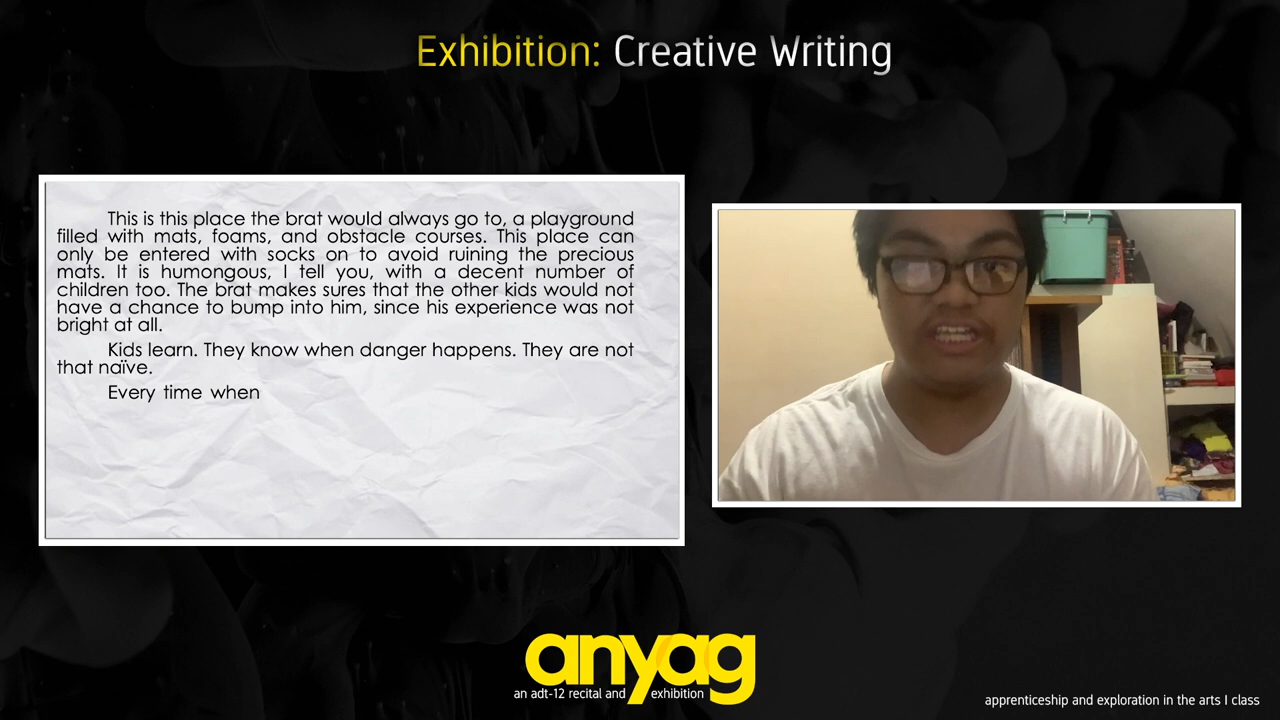 Exhibition: Creative Writing
This is this place the brat would always go to, a playground
filled with mats, foams, and obstacle courses. This place can
only be entered with socks on to avoid ruining the precious
mats. It is humongous, I tell you, with a decent number of
children too. The brat makes sures that the other kids would not
have a chance to bump into him, since his experience was not
bright at all.
Kids learn. They know when danger happens. They are not
that naïve.
Every time when
anyag
an adt-12 recital and exhibition
apprenticeship and exploration in the arts I class